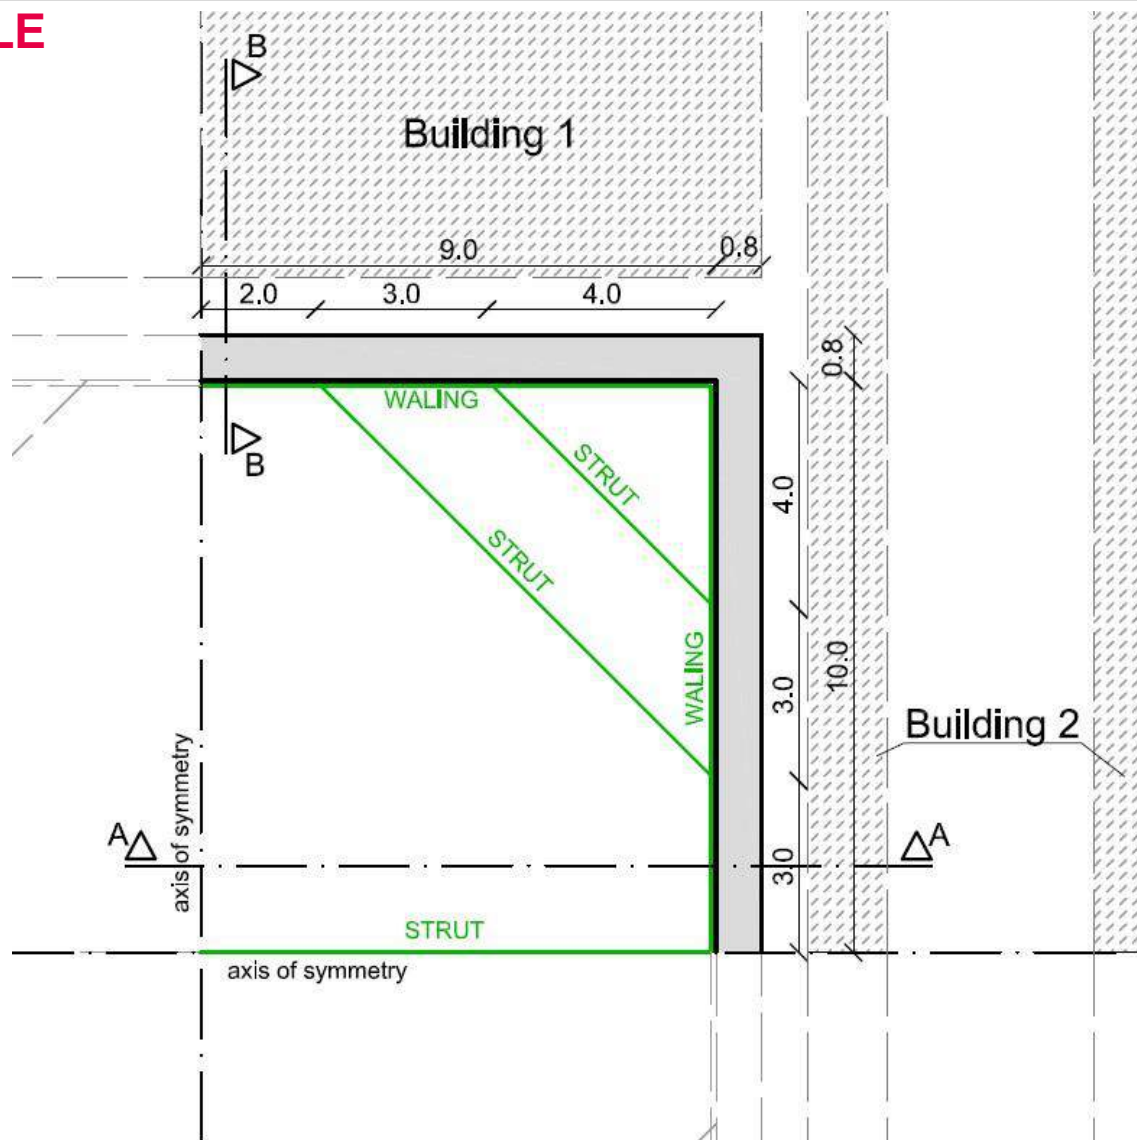 LE
B
Building 1
9.0
0.8
2.0
3.0
4.0
0.8
WALING
B
STRUT
4.0
STRUT
WALING
3.0
10.0
Building 2
axis of symmetry
A
A
3.0
STRUT
axis of symmetry